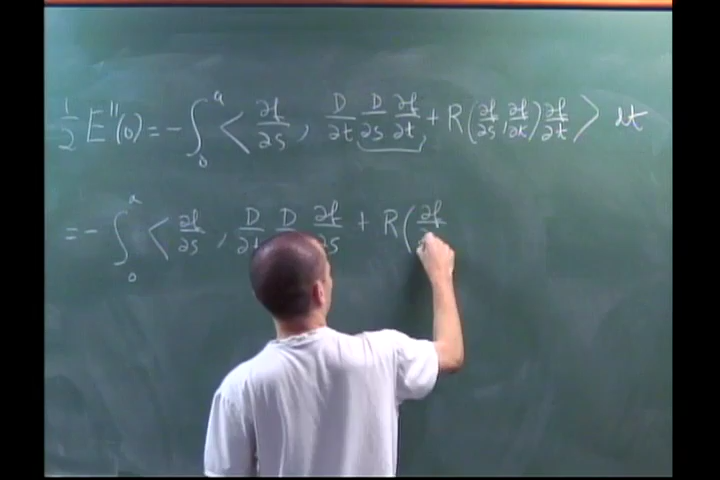 ½ E''(0) = - ∫₀ᵃ < ∂f/∂s , D/∂t D/∂s ∂f/∂t + R(∂f/∂s, ∂f/∂t) ∂f/∂t > dt
= - ∫₀ᵃ < ∂f/∂s , D/∂t D ∂f/∂s + R(∂f/